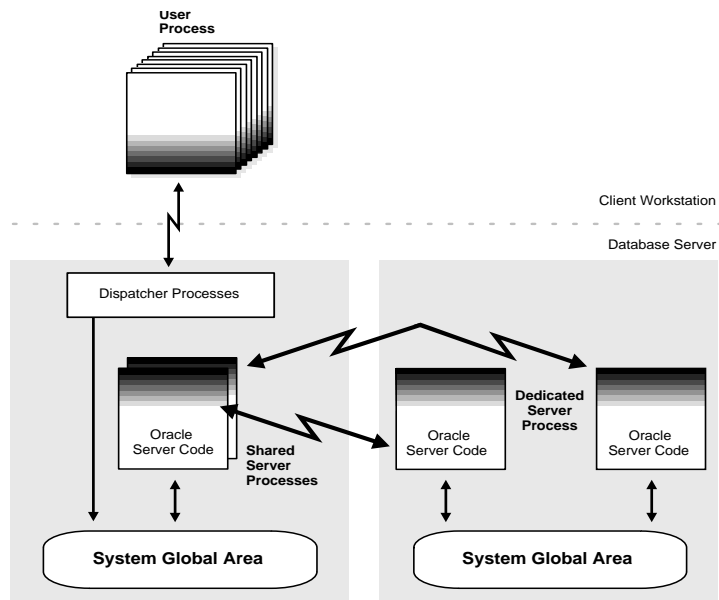 User
Process
Client Workstation
Database Server
Dispatcher Processes
Oracle
Server Code
Shared
Server
Processes
Oracle
Server Code
Dedicated
Server
Process
Oracle
Server Code
System Global Area
System Global Area